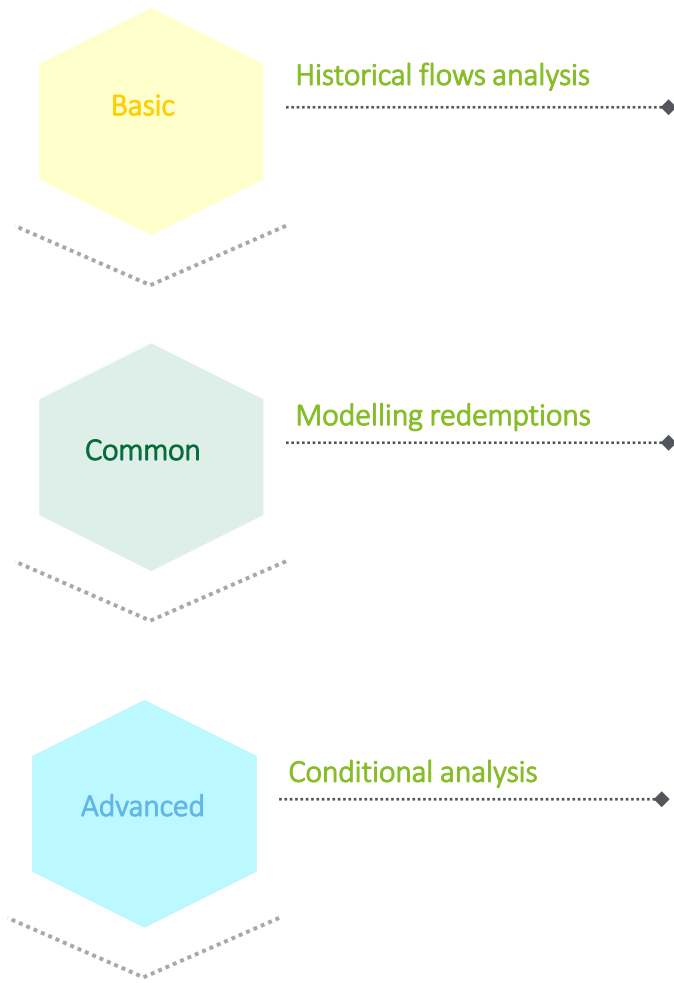 Historical flows analysis
Basic
Modelling redemptions
Common
Conditional analysis
Advanced